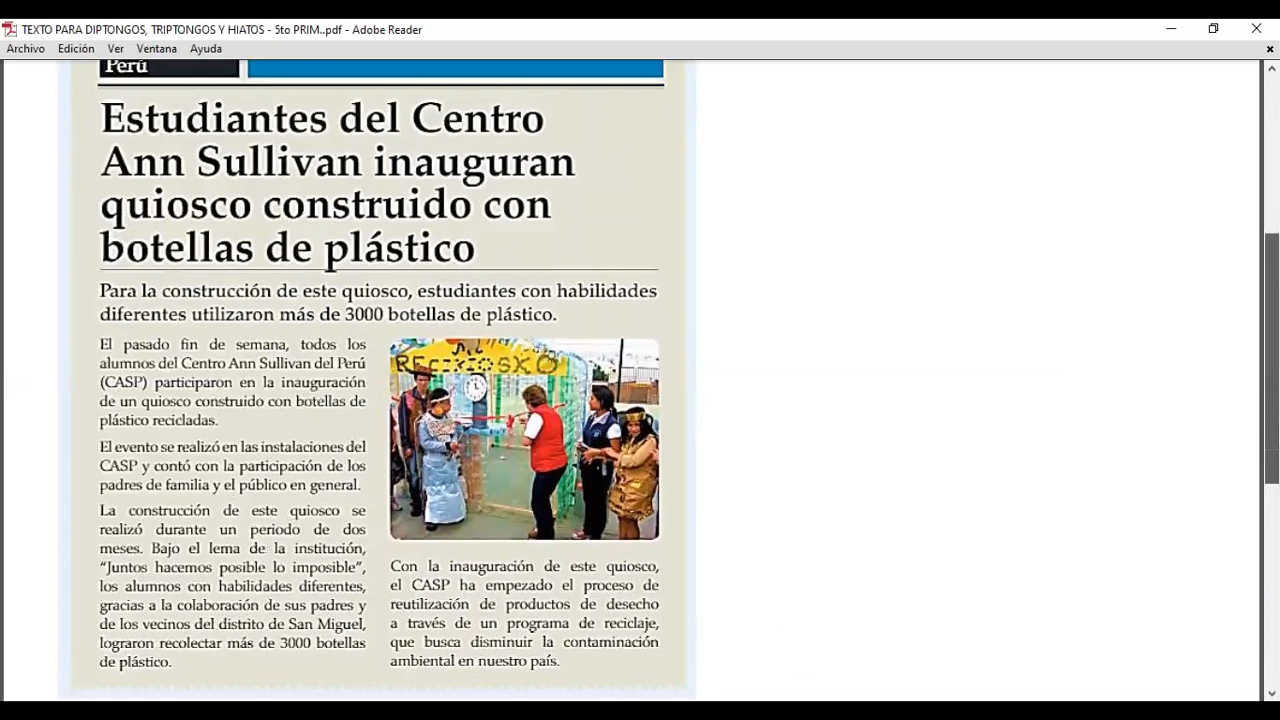 TEXTO PARA DIPTONGOS, TRIPTONGOS Y HIATOS - 5to PRIM..pdf - Adobe Reader
Archivo Edición Ver Ventana Ayuda
Perú
Estudiantes del Centro
Ann Sullivan inauguran
quiosco construido con
botellas de plástico
Para la construcción de este quiosco, estudiantes con habilidades
diferentes utilizaron más de 3000 botellas de plástico.
El pasado fin de semana, todos los
alumnos del Centro Ann Sullivan del Perú
(CASP) participaron en la inauguración
de un quiosco construido con botellas de
plástico recicladas.
El evento se realizó en las instalaciones del
CASP y contó con la participación de los
padres de familia y el público en general.
La construcción de este quiosco se
realizó durante un periodo de dos
meses. Bajo el lema de la institución,
“Juntos hacemos posible lo imposible”,
los alumnos con habilidades diferentes,
gracias a la colaboración de sus padres y
de los vecinos del distrito de San Miguel,
lograron recolectar más de 3000 botellas
de plástico.
Con la inauguración de este quiosco,
el CASP ha empezado el proceso de
reutilización de productos de desecho
a través de un programa de reciclaje,
que busca disminuir la contaminación
ambiental en nuestro país.